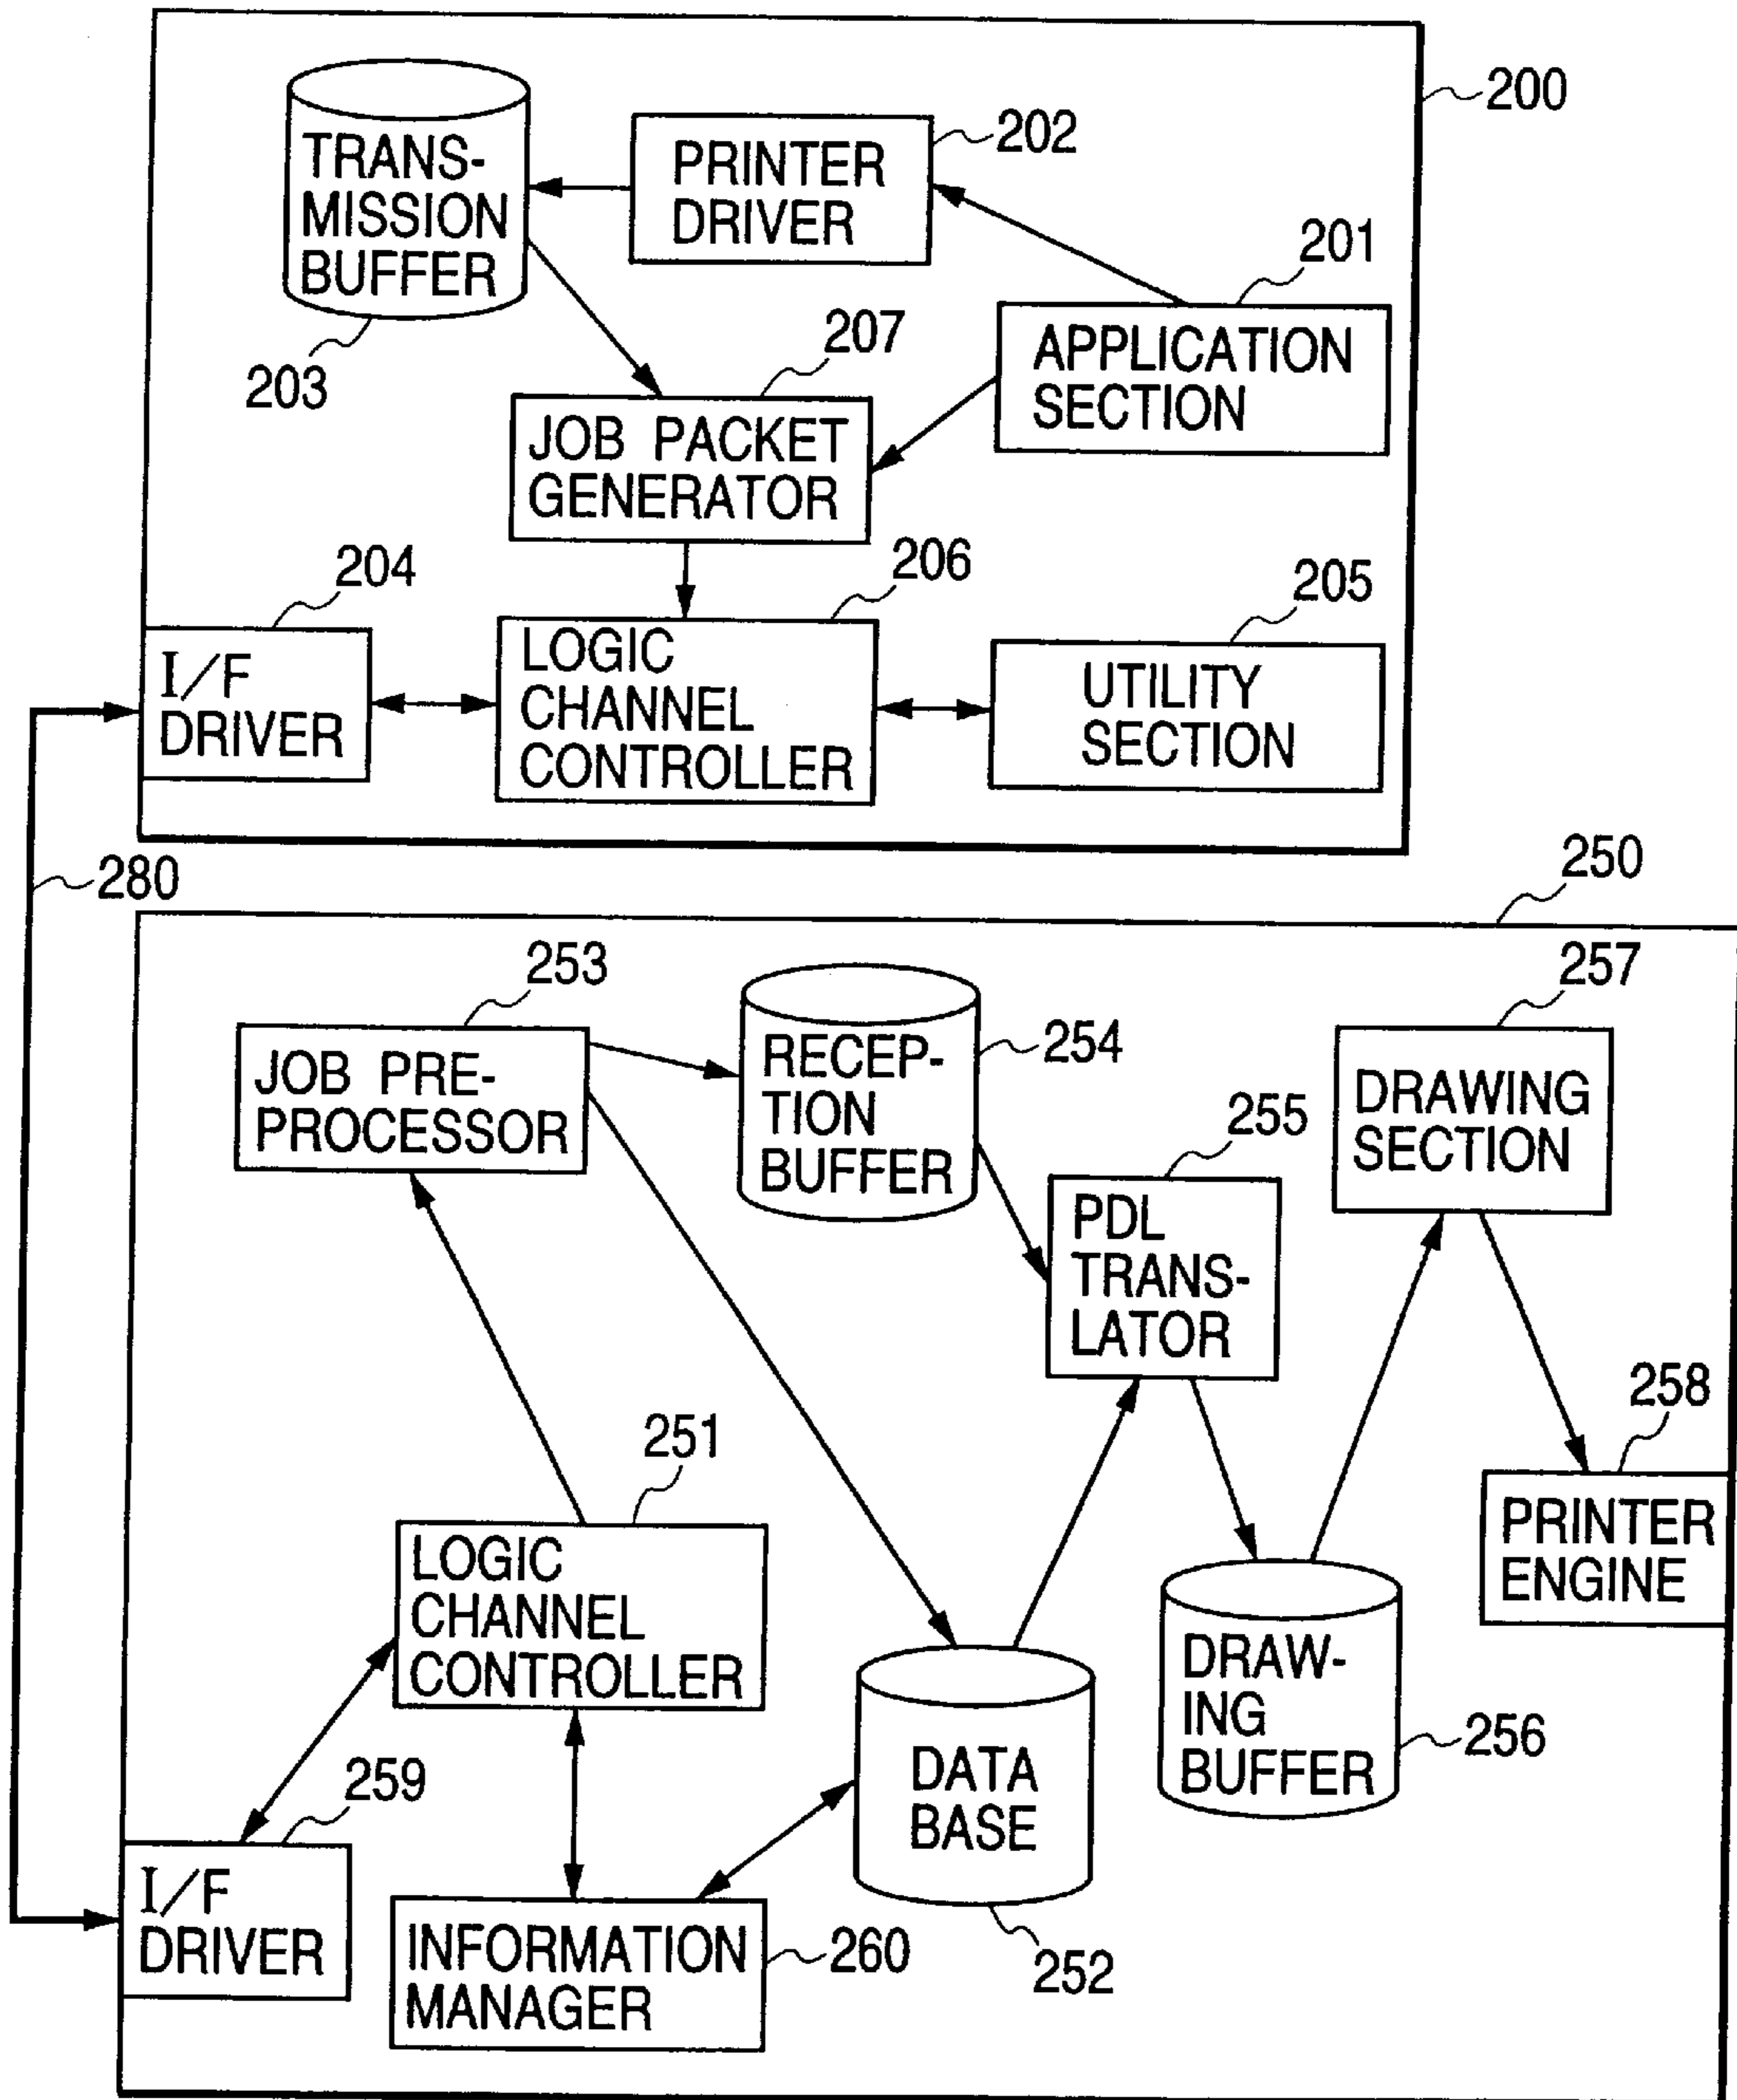 200
TRANS-
MISSION
BUFFER
203
PRINTER
DRIVER
202
201
APPLICATION
SECTION
207
JOB PACKET
GENERATOR
204
I/F
DRIVER
206
LOGIC
CHANNEL
CONTROLLER
205
UTILITY
SECTION
280
250
253
JOB PRE-
PROCESSOR
RECEP-
TION
BUFFER
254
255
PDL
TRANS-
LATOR
257
DRAWING
SECTION
258
PRINTER
ENGINE
251
LOGIC
CHANNEL
CONTROLLER
DRAW-
ING
BUFFER
256
DATA
BASE
252
259
I/F
DRIVER
INFORMATION
MANAGER
260